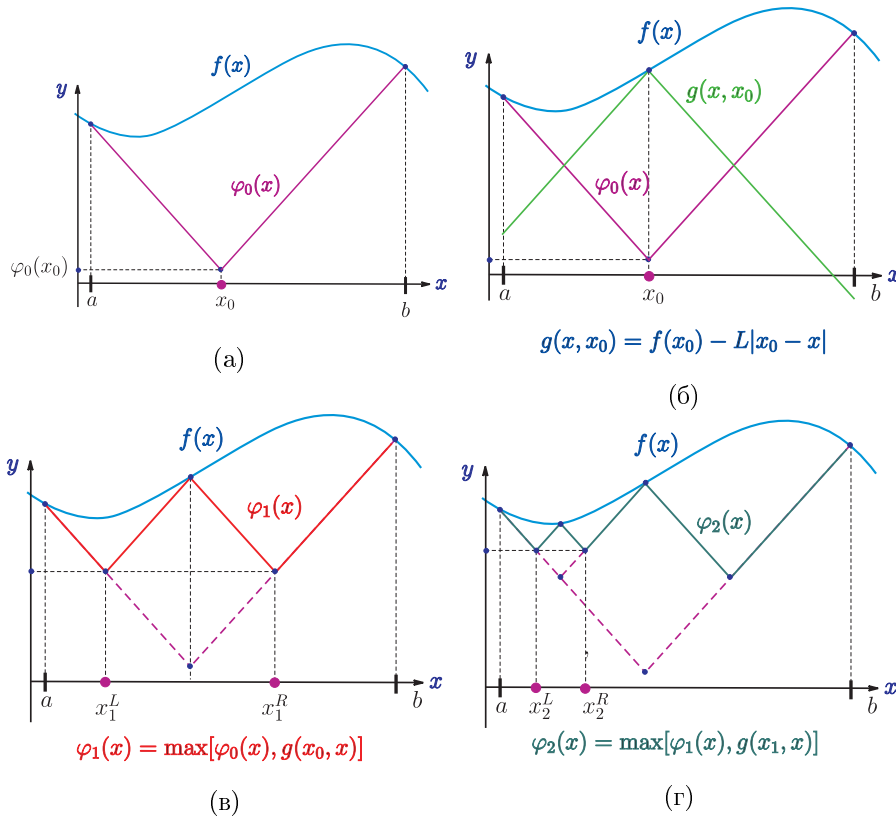 f(x)
y
φ₀(x)
φ₀(x₀)
a
x₀
b
x
(а)
f(x)
y
g(x, x₀)
φ₀(x)
a
x₀
b
x
g(x, x₀) = f(x₀) − L|x₀ − x|
(б)
f(x)
y
φ₁(x)
a
x₁ᴸ
x₁ᴿ
b
x
φ₁(x) = max[φ₀(x), g(x₀, x)]
(в)
f(x)
y
φ₂(x)
a
x₂ᴸ
x₂ᴿ
b
x
φ₂(x) = max[φ₁(x), g(x₁, x)]
(г)